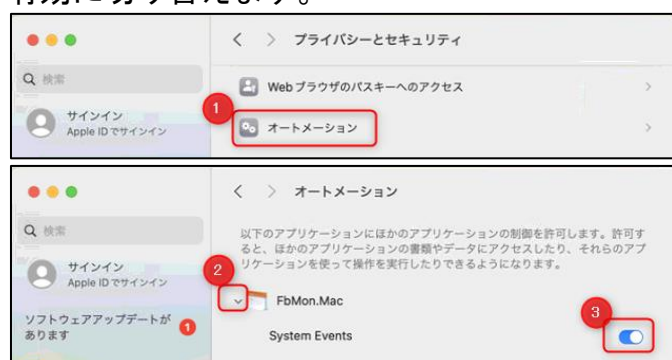 有効に切り替えます。
< > プライバシーとセキュリティ
検索
Web ブラウザのパスキーへのアクセス
サインイン
Apple ID でサインイン
1
オートメーション
< > オートメーション
検索
以下のアプリケーションにほかのアプリケーションの制御を許可します。許可す
ると、ほかのアプリケーションの書類やデータにアクセスしたり、それらのアプ
リケーションを使って操作を実行したりできるようになります。
サインイン
Apple ID でサインイン
2
FbMon.Mac
3
ソフトウェアアップデートが
あります
1
System Events